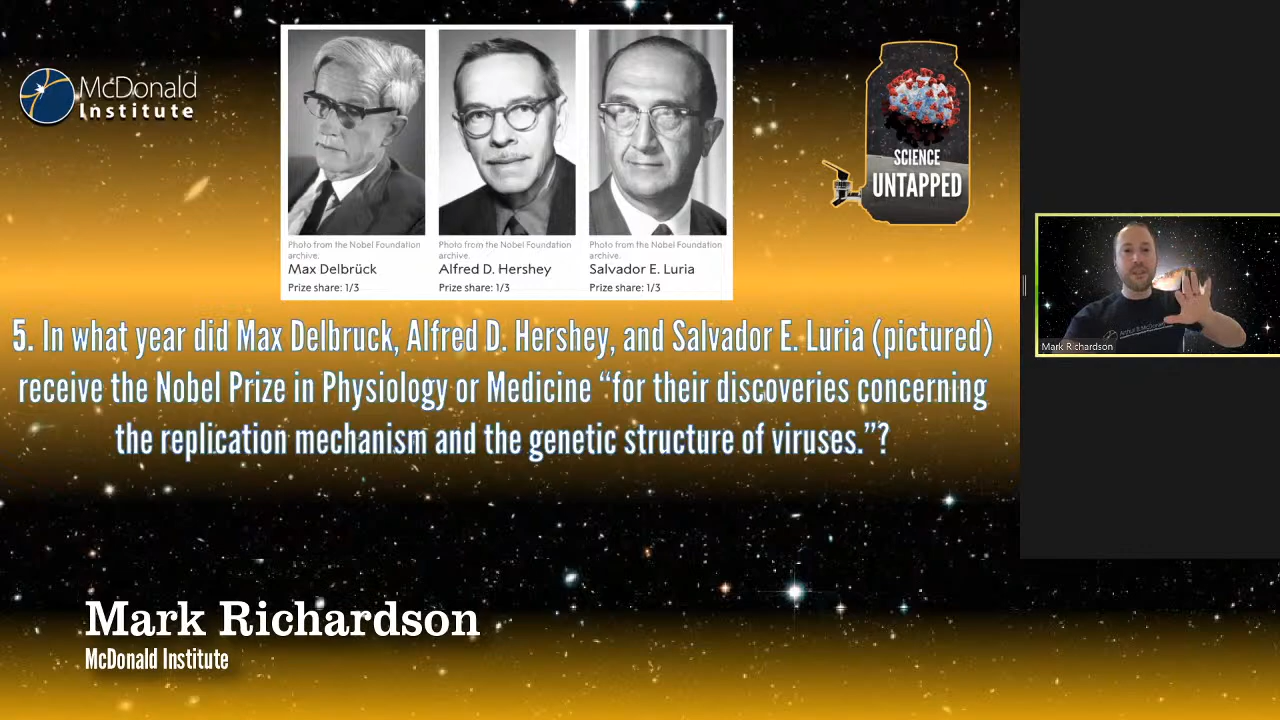 McDonald
Institute
Photo from the Nobel Foundation
archive.
Max Delbrück
Prize share: 1/3
Photo from the Nobel Foundation
archive.
Alfred D. Hershey
Prize share: 1/3
Photo from the Nobel Foundation
archive.
Salvador E. Luria
Prize share: 1/3
SCIENCE
UNTAPPED
5. In what year did Max Delbruck, Alfred D. Hershey, and Salvador E. Luria (pictured)
receive the Nobel Prize in Physiology or Medicine “for their discoveries concerning
the replication mechanism and the genetic structure of viruses.”?
Mark Richardson
Mark Richardson
McDonald Institute